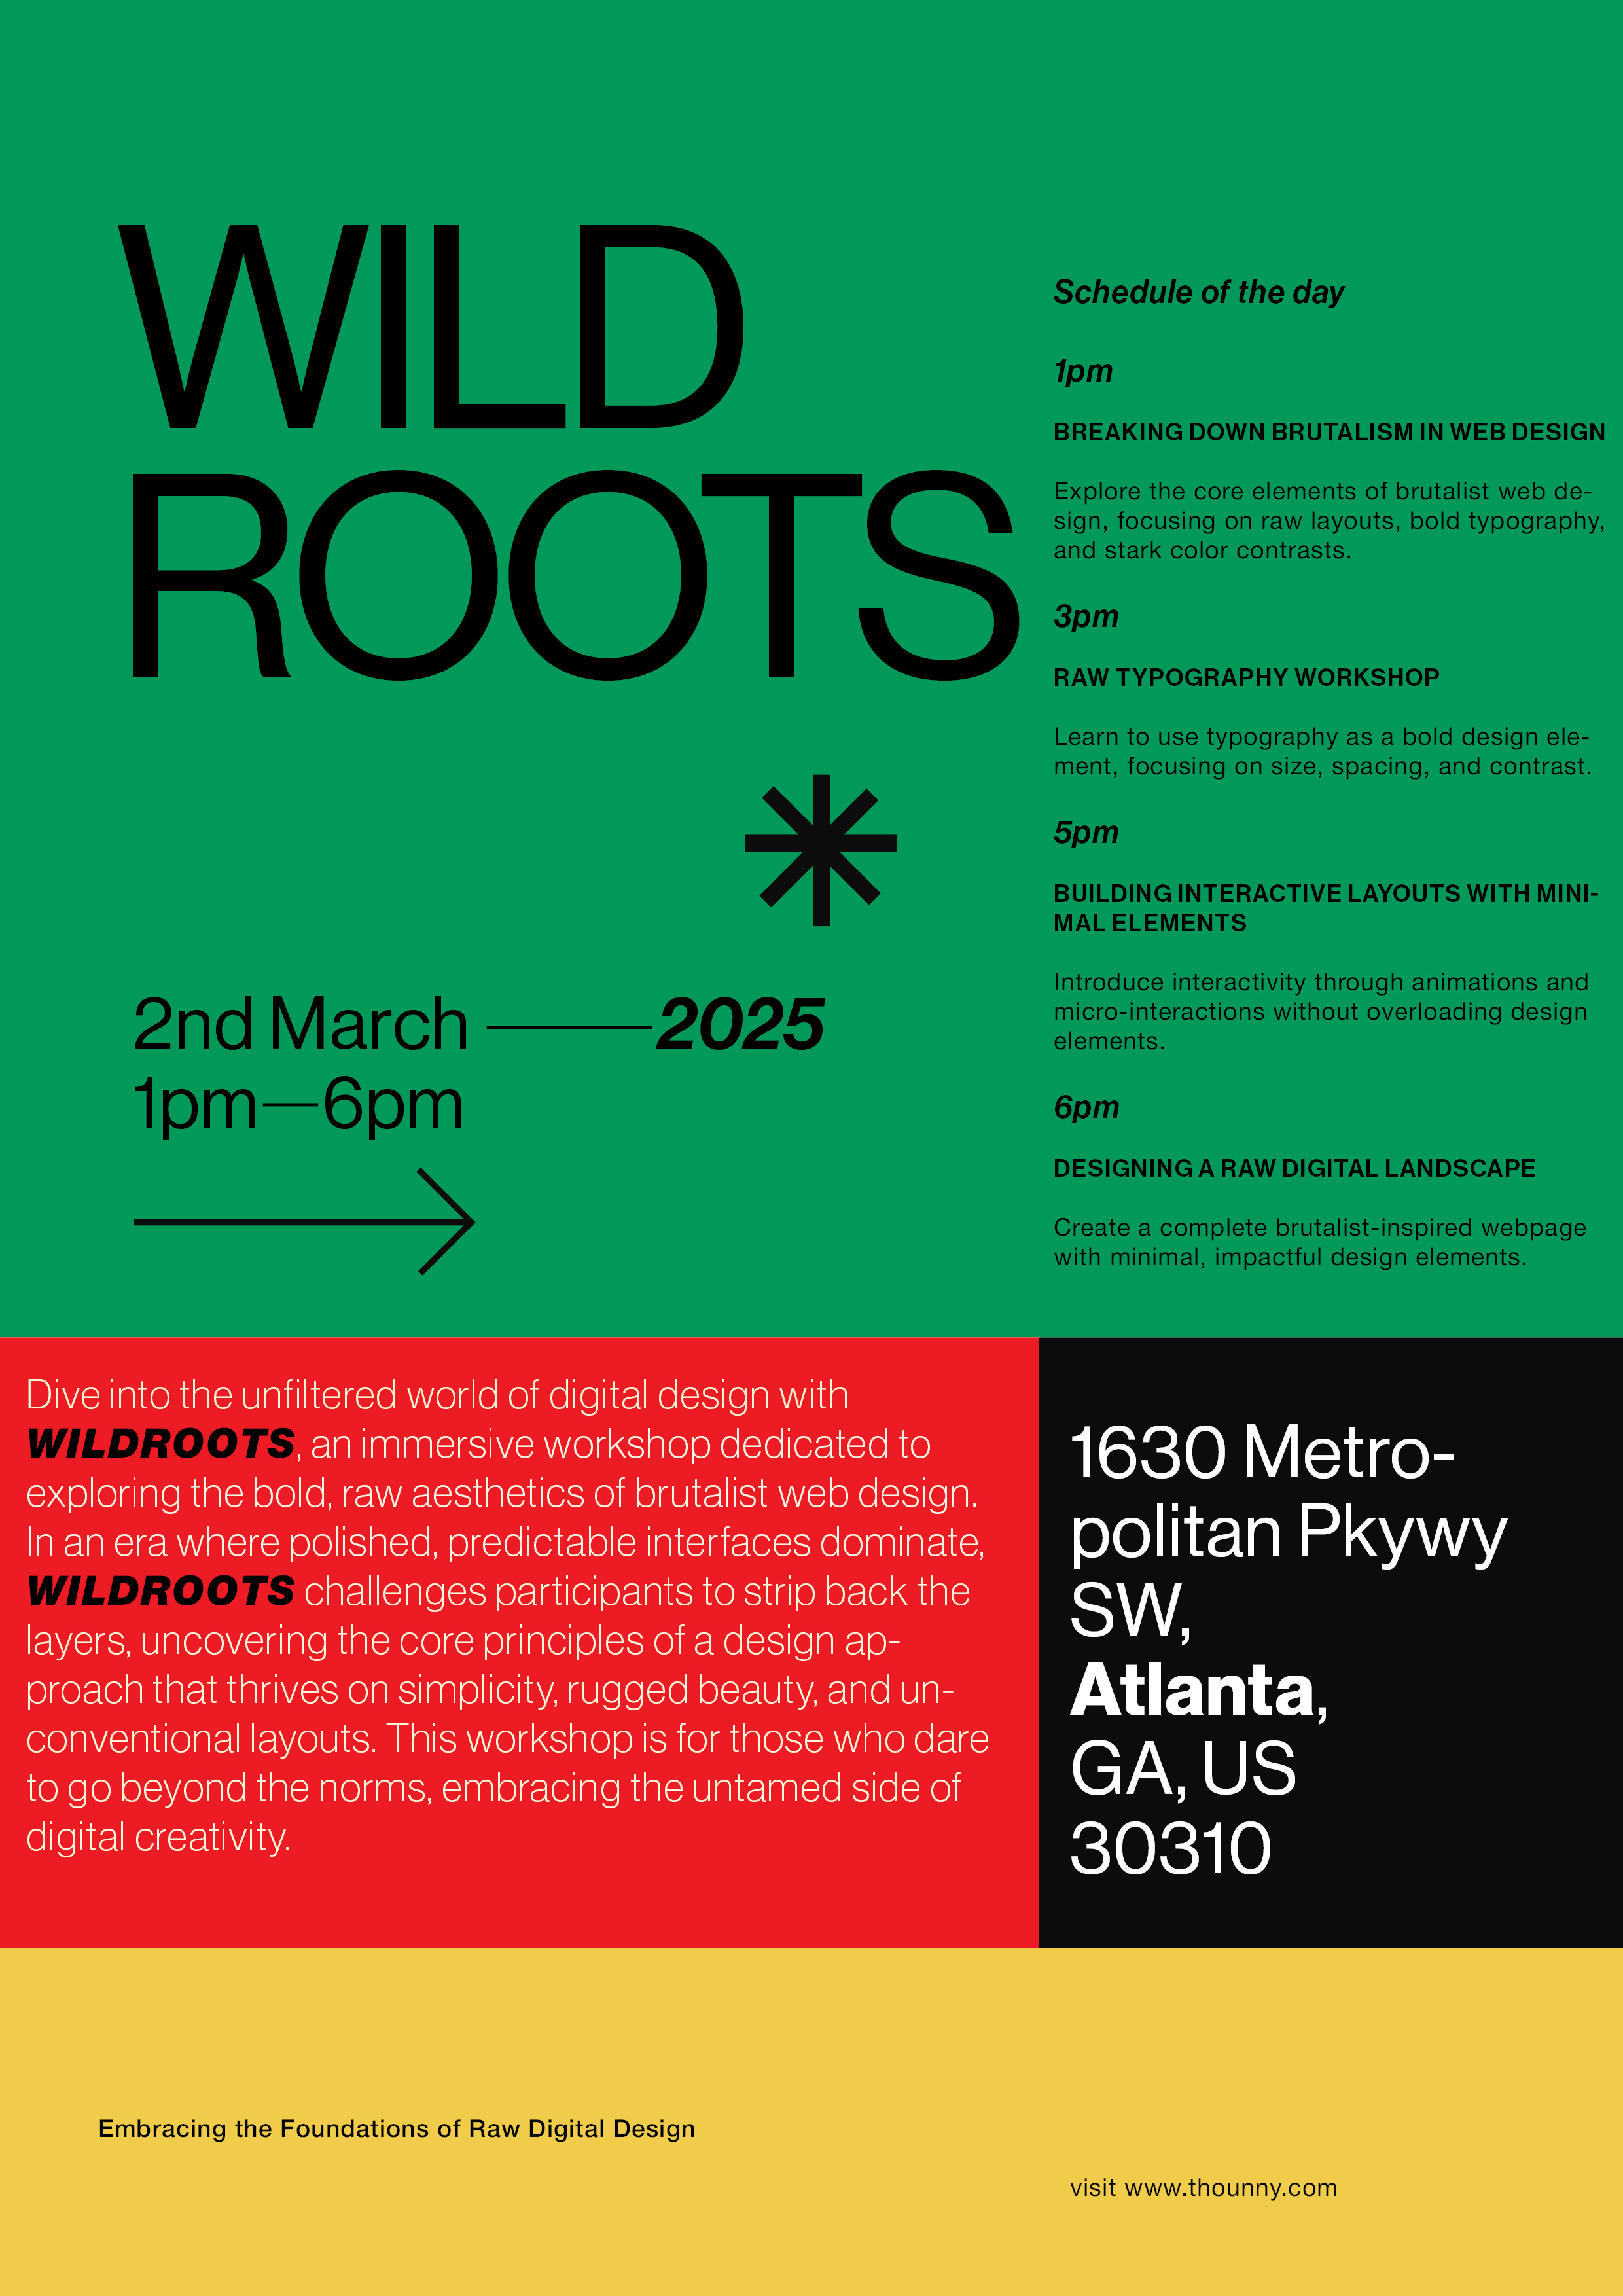 WILD
ROOTS
2nd March ——— 2025
1pm—6pm
Schedule of the day
1pm
BREAKING DOWN BRUTALISM IN WEB DESIGN
Explore the core elements of brutalist web de-
sign, focusing on raw layouts, bold typography,
and stark color contrasts.
3pm
RAW TYPOGRAPHY WORKSHOP
Learn to use typography as a bold design ele-
ment, focusing on size, spacing, and contrast.
5pm
BUILDING INTERACTIVE LAYOUTS WITH MINI-
MAL ELEMENTS
Introduce interactivity through animations and
micro-interactions without overloading design
elements.
6pm
DESIGNING A RAW DIGITAL LANDSCAPE
Create a complete brutalist-inspired webpage
with minimal, impactful design elements.
Dive into the unfiltered world of digital design with
WILDROOTS, an immersive workshop dedicated to
exploring the bold, raw aesthetics of brutalist web design.
In an era where polished, predictable interfaces dominate,
WILDROOTS challenges participants to strip back the
layers, uncovering the core principles of a design ap-
proach that thrives on simplicity, rugged beauty, and un-
conventional layouts. This workshop is for those who dare
to go beyond the norms, embracing the untamed side of
digital creativity.
1630 Metro-
politan Pkywy
SW,
Atlanta,
GA, US
30310
Embracing the Foundations of Raw Digital Design
visit www.thounny.com